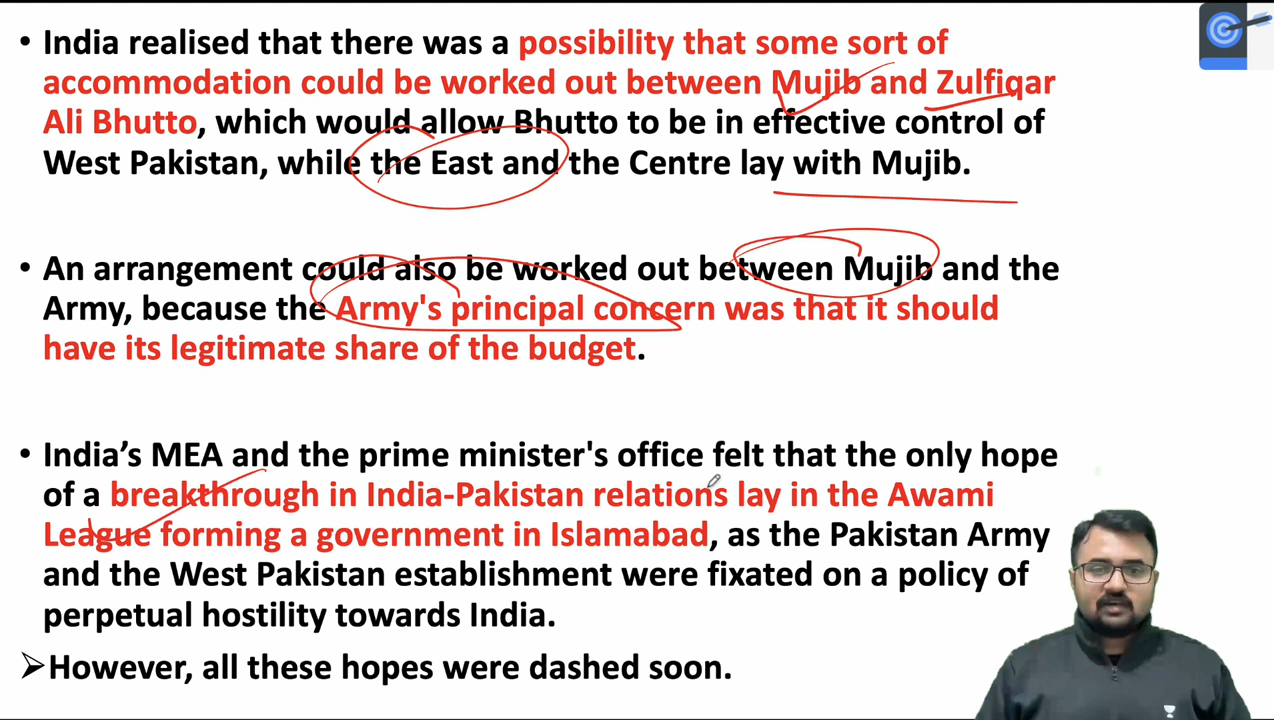 • India realised that there was a possibility that some sort of
accommodation could be worked out between Mujib and Zulfiqar
Ali Bhutto, which would allow Bhutto to be in effective control of
West Pakistan, while the East and the Centre lay with Mujib.
• An arrangement could also be worked out between Mujib and the
Army, because the Army's principal concern was that it should
have its legitimate share of the budget.
• India’s MEA and the prime minister's office felt that the only hope
of a breakthrough in India-Pakistan relations lay in the Awami
League forming a government in Islamabad, as the Pakistan Army
and the West Pakistan establishment were fixated on a policy of
perpetual hostility towards India.
➢However, all these hopes were dashed soon.